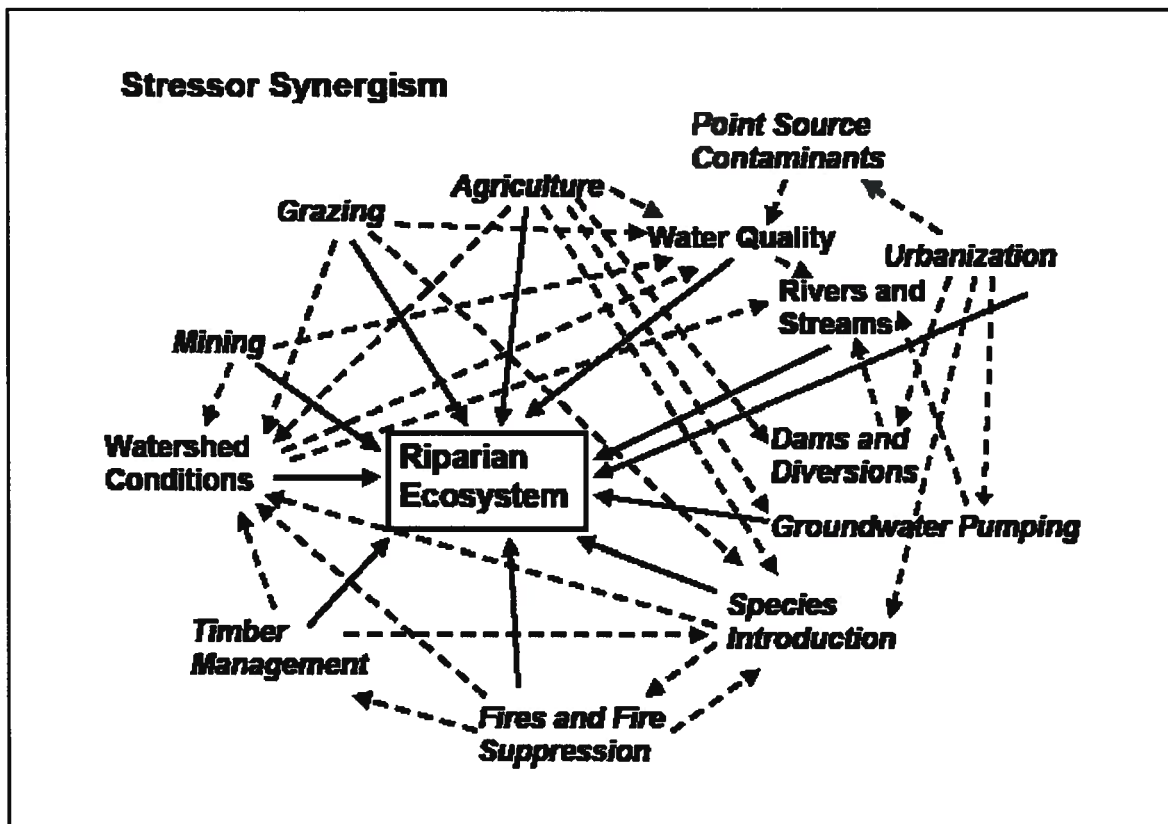 Stressor Synergism
Point Source
Contaminants
Agriculture
Grazing
Water Quality
Urbanization
Rivers and
Streams
Mining
Watershed
Conditions
Riparian
Ecosystem
Dams and
Diversions
Groundwater Pumping
Species
Introduction
Timber
Management
Fires and Fire
Suppression